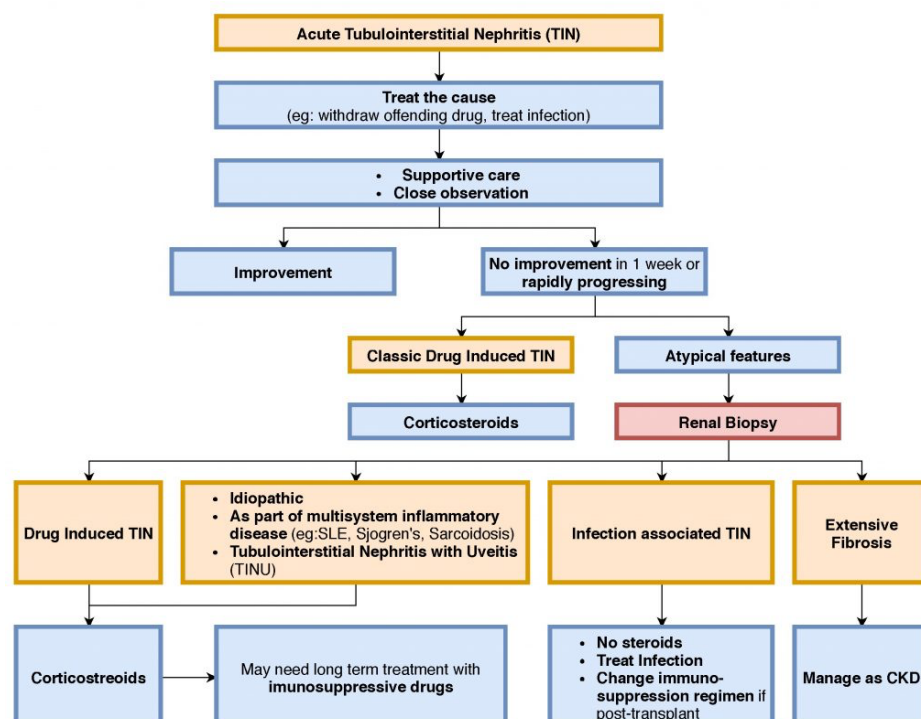 Acute Tubulointerstitial Nephritis (TIN)
Treat the cause
(eg: withdraw offending drug, treat infection)
• Supportive care
• Close observation
Improvement
No improvement in 1 week or
rapidly progressing
Classic Drug Induced TIN
Atypical features
Corticosteroids
Renal Biopsy
Drug Induced TIN
• Idiopathic
• As part of multisystem inflammatory
disease (eg:SLE, Sjogren's, Sarcoidosis)
• Tubulointerstitial Nephritis with Uveitis
(TINU)
Infection associated TIN
Extensive
Fibrosis
Corticostreoids
May need long term treatment with
imunosuppressive drugs
• No steroids
• Treat Infection
• Change immuno-
suppression regimen if
post-transplant
Manage as CKD